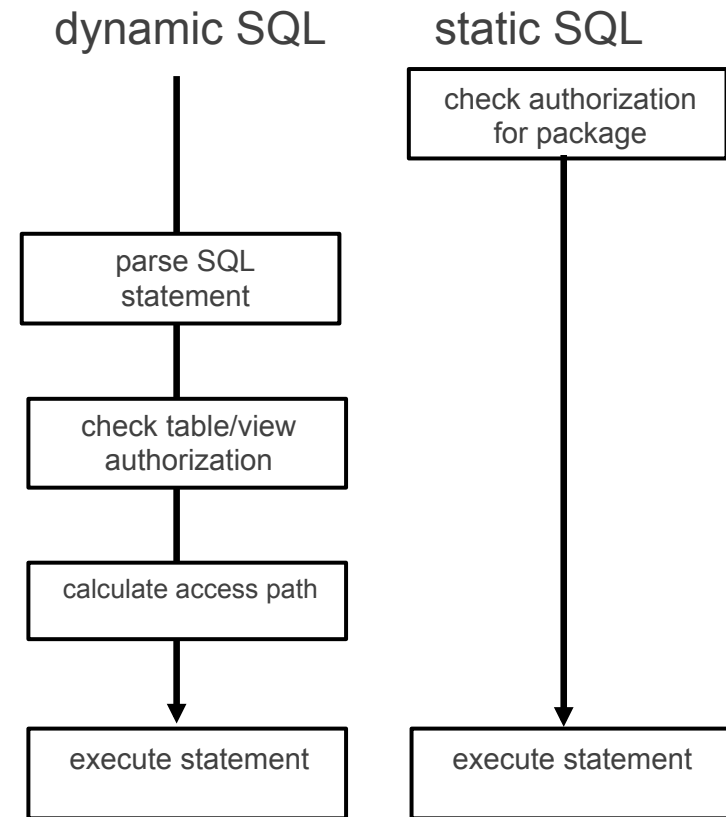 dynamic SQL
parse SQL
statement
check table/view
authorization
calculate access path
execute statement
static SQL
check authorization
for package
execute statement